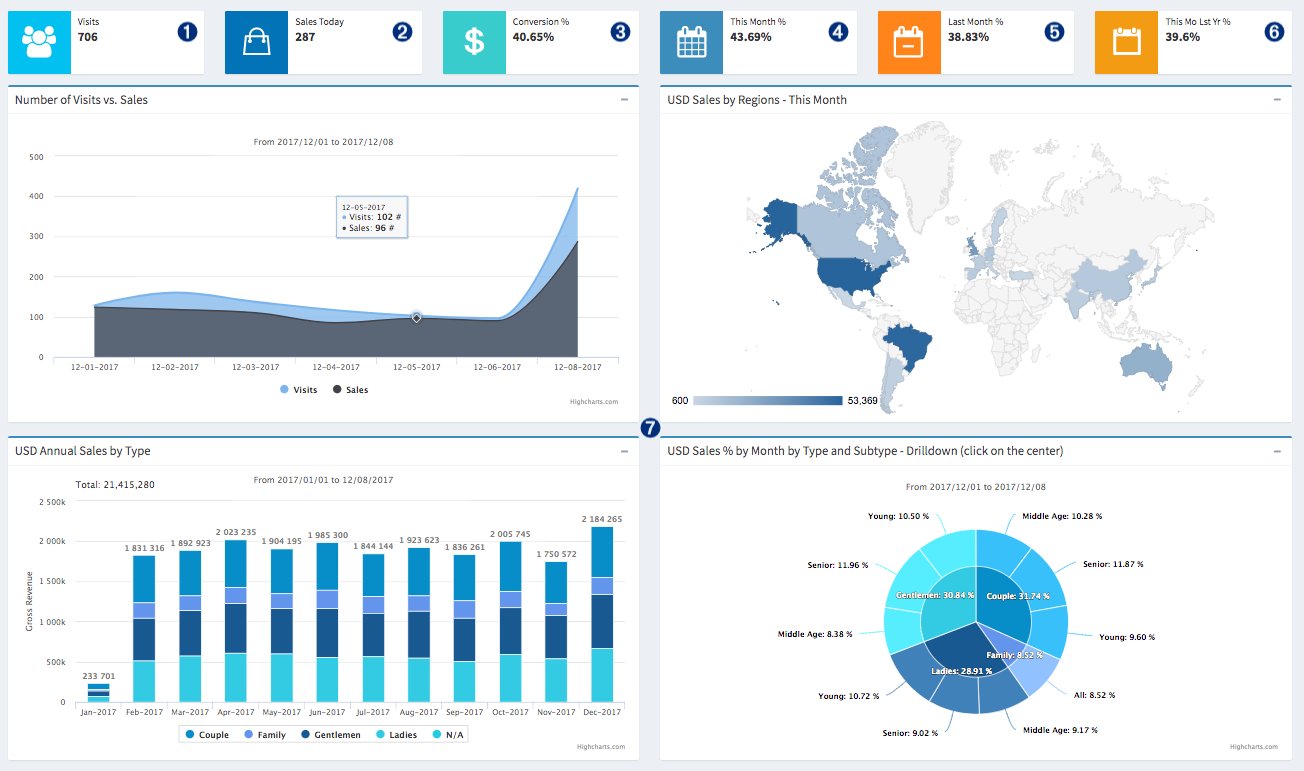 Visits
706
1
Sales Today
287
2
Conversion %
40.65%
3
This Month %
43.69%
4
Last Month %
38.83%
5
This Mo Lst Yr %
39.6%
6
Number of Visits vs. Sales
From 2017/12/01 to 2017/12/08
500
400
300
200
100
0
12-05-2017
Visits: 102 #
Sales: 96 #
12-01-2017 12-02-2017 12-03-2017 12-04-2017 12-05-2017 12-06-2017 12-08-2017
Visits Sales
Highcharts.com
USD Sales by Regions - This Month
600 53,369
7
USD Annual Sales by Type
From 2017/01/01 to 12/08/2017
Total: 21,415,280
Gross Revenue
2 500k
2 000k
1 500k
1 000k
500k
0
233 701
1 831 316
1 892 923
2 023 235
1 904 195
1 985 300
1 844 144
1 923 623
1 836 261
2 005 745
1 750 572
2 184 265
Jan-2017 Feb-2017 Mar-2017 Apr-2017 May-2017 Jun-2017 Jul-2017 Aug-2017 Sep-2017 Oct-2017 Nov-2017 Dec-2017
Couple Family Gentlemen Ladies N/A
Highcharts.com
USD Sales % by Month by Type and Subtype - Drilldown (click on the center)
From 2017/12/01 to 2017/12/08
Young: 10.50 %
Middle Age: 10.28 %
Senior: 11.96 %
Senior: 11.87 %
Gentlemen: 30.84 %
Couple: 31.74 %
Middle Age: 8.38 %
Young: 9.60 %
Family: 8.52 %
Ladies: 28.91 %
Young: 10.72 %
All: 8.52 %
Senior: 9.02 %
Middle Age: 9.17 %
Highcharts.com